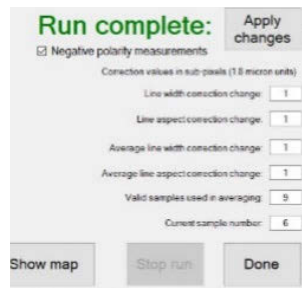 Run complete:
Apply changes
Negative polarity measurements
Correction values in sub-pixels (1.8 micron units)
Line width correction change: 1
Line aspect correction change: 1
Average line width correction change: 1
Average line aspect correction change: 1
Valid samples used in averaging: 9
Current sample number: 6
Show map
Stop run
Done